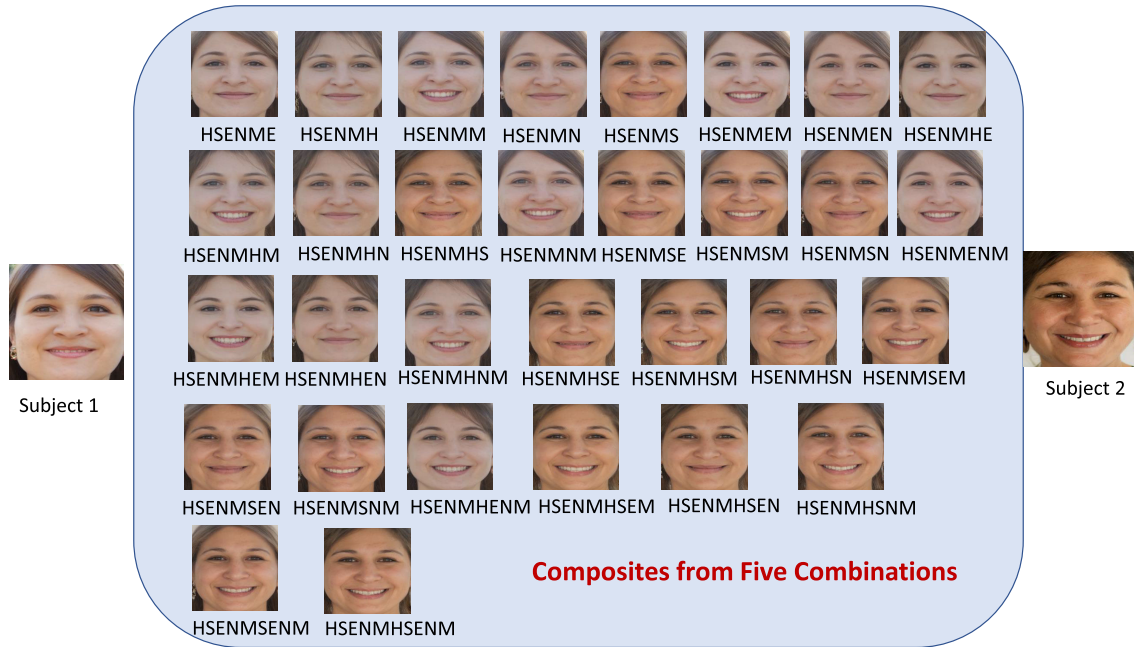 HSENME HSENMH HSENMM HSENMN HSENMS HSENMEM HSENMEN HSENMHE
HSENMHM HSENMHN HSENMHS HSENMNM HSENMSE HSENMSM HSENMSN HSENMENM
HSENMHEM HSENMHEN HSENMHNM HSENMHSE HSENMHSM HSENMHSN HSENMSEM
Subject 1
Subject 2
HSENMSEN HSENMSNM HSENMHENM HSENMHSEM HSENMHSEN HSENMHSNM
Composites from Five Combinations
HSENMSENM HSENMHSENM